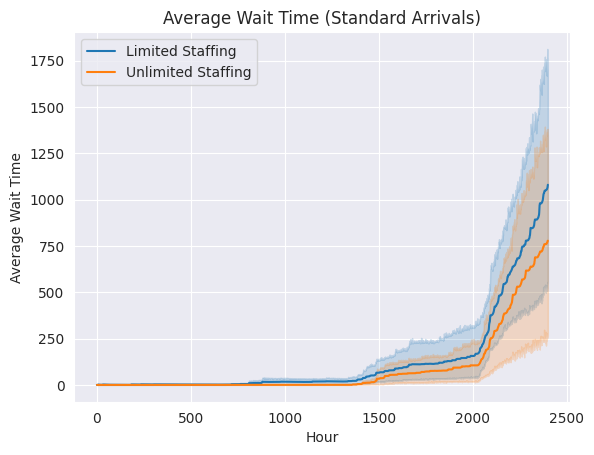 Average Wait Time (Standard Arrivals)
Limited Staffing
Unlimited Staffing
Average Wait Time
1750
1500
1250
1000
750
500
250
0
0 500 1000 1500 2000 2500
Hour